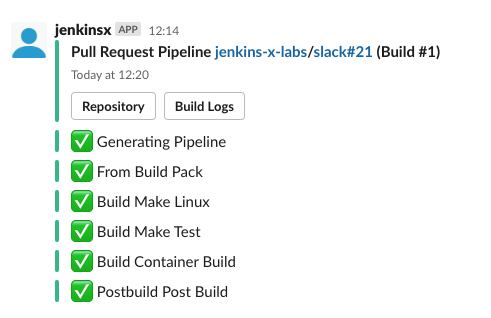 jenkinsx APP 12:14
Pull Request Pipeline jenkins-x-labs/slack#21 (Build #1)
Today at 12:20
Repository Build Logs
Generating Pipeline
From Build Pack
Build Make Linux
Build Make Test
Build Container Build
Postbuild Post Build